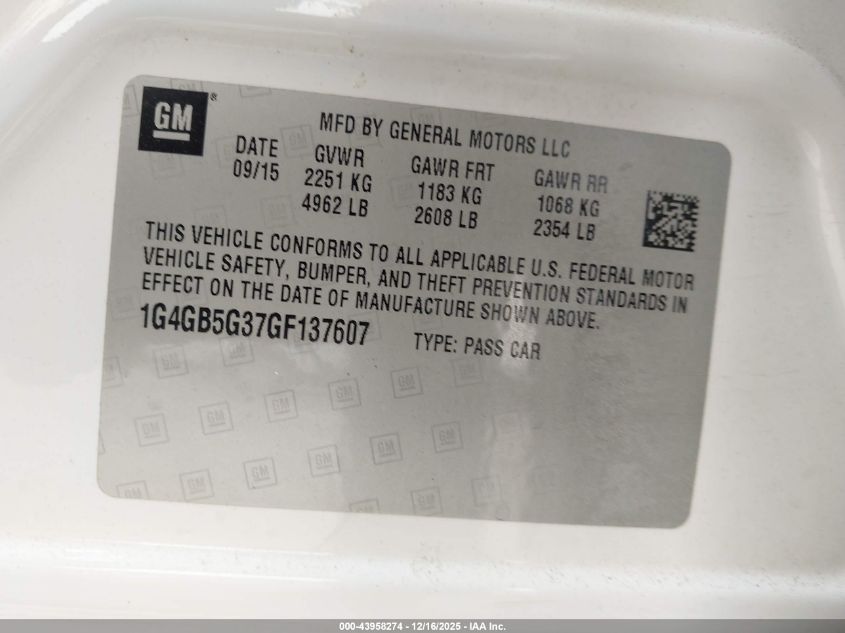 GM ®
MFD BY GENERAL MOTORS LLC
DATE GVWR GAWR FRT GAWR RR
09/15 2251 KG 1183 KG 1068 KG
4962 LB 2608 LB 2354 LB
THIS VEHICLE CONFORMS TO ALL APPLICABLE U.S. FEDERAL MOTOR
VEHICLE SAFETY, BUMPER, AND THEFT PREVENTION STANDARDS IN
EFFECT ON THE DATE OF MANUFACTURE SHOWN ABOVE.
1G4GB5G37GF137607 TYPE: PASS CAR
000-43958274 - 12/16/2025 - IAA Inc.